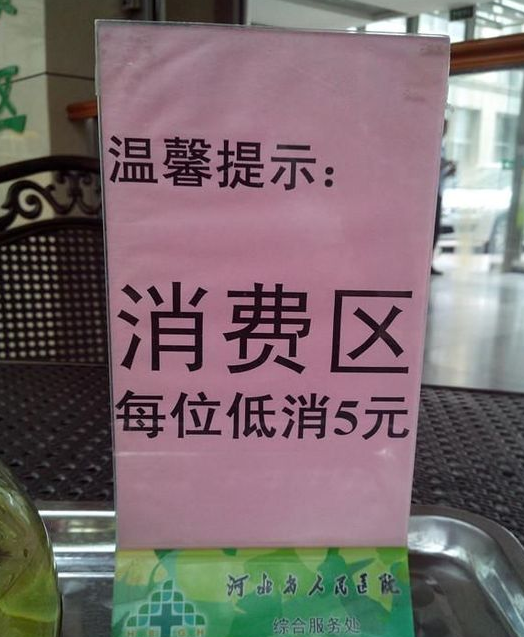 温馨提示：
消费区
每位低消5元
河北省人民医院
综合服务处